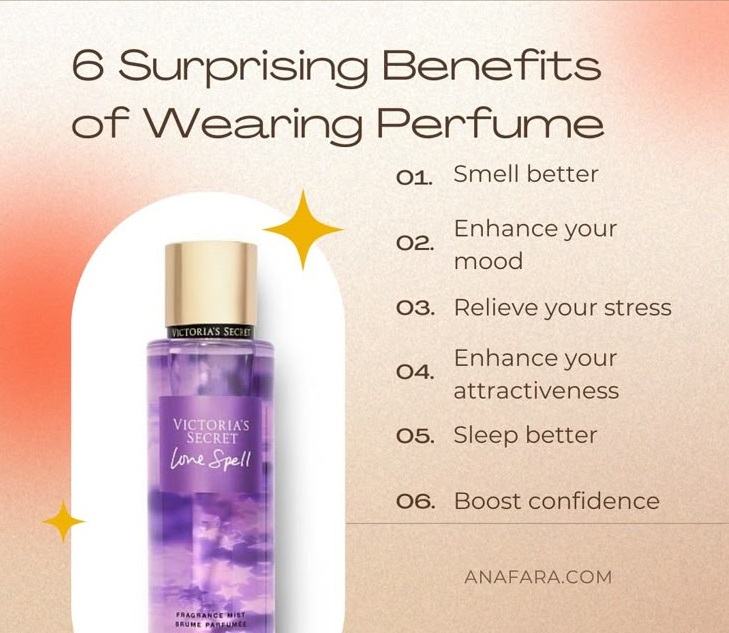 6 Surprising Benefits
of Wearing Perfume
01. Smell better
02. Enhance your
mood
03. Relieve your stress
04. Enhance your
attractiveness
05. Sleep better
06. Boost confidence
VICTORIA'S SECRET
VICTORIA'S
SECRET
Love Spell
FRAGRANCE MIST
BRUME PARFUMÉE
ANAFARA.COM